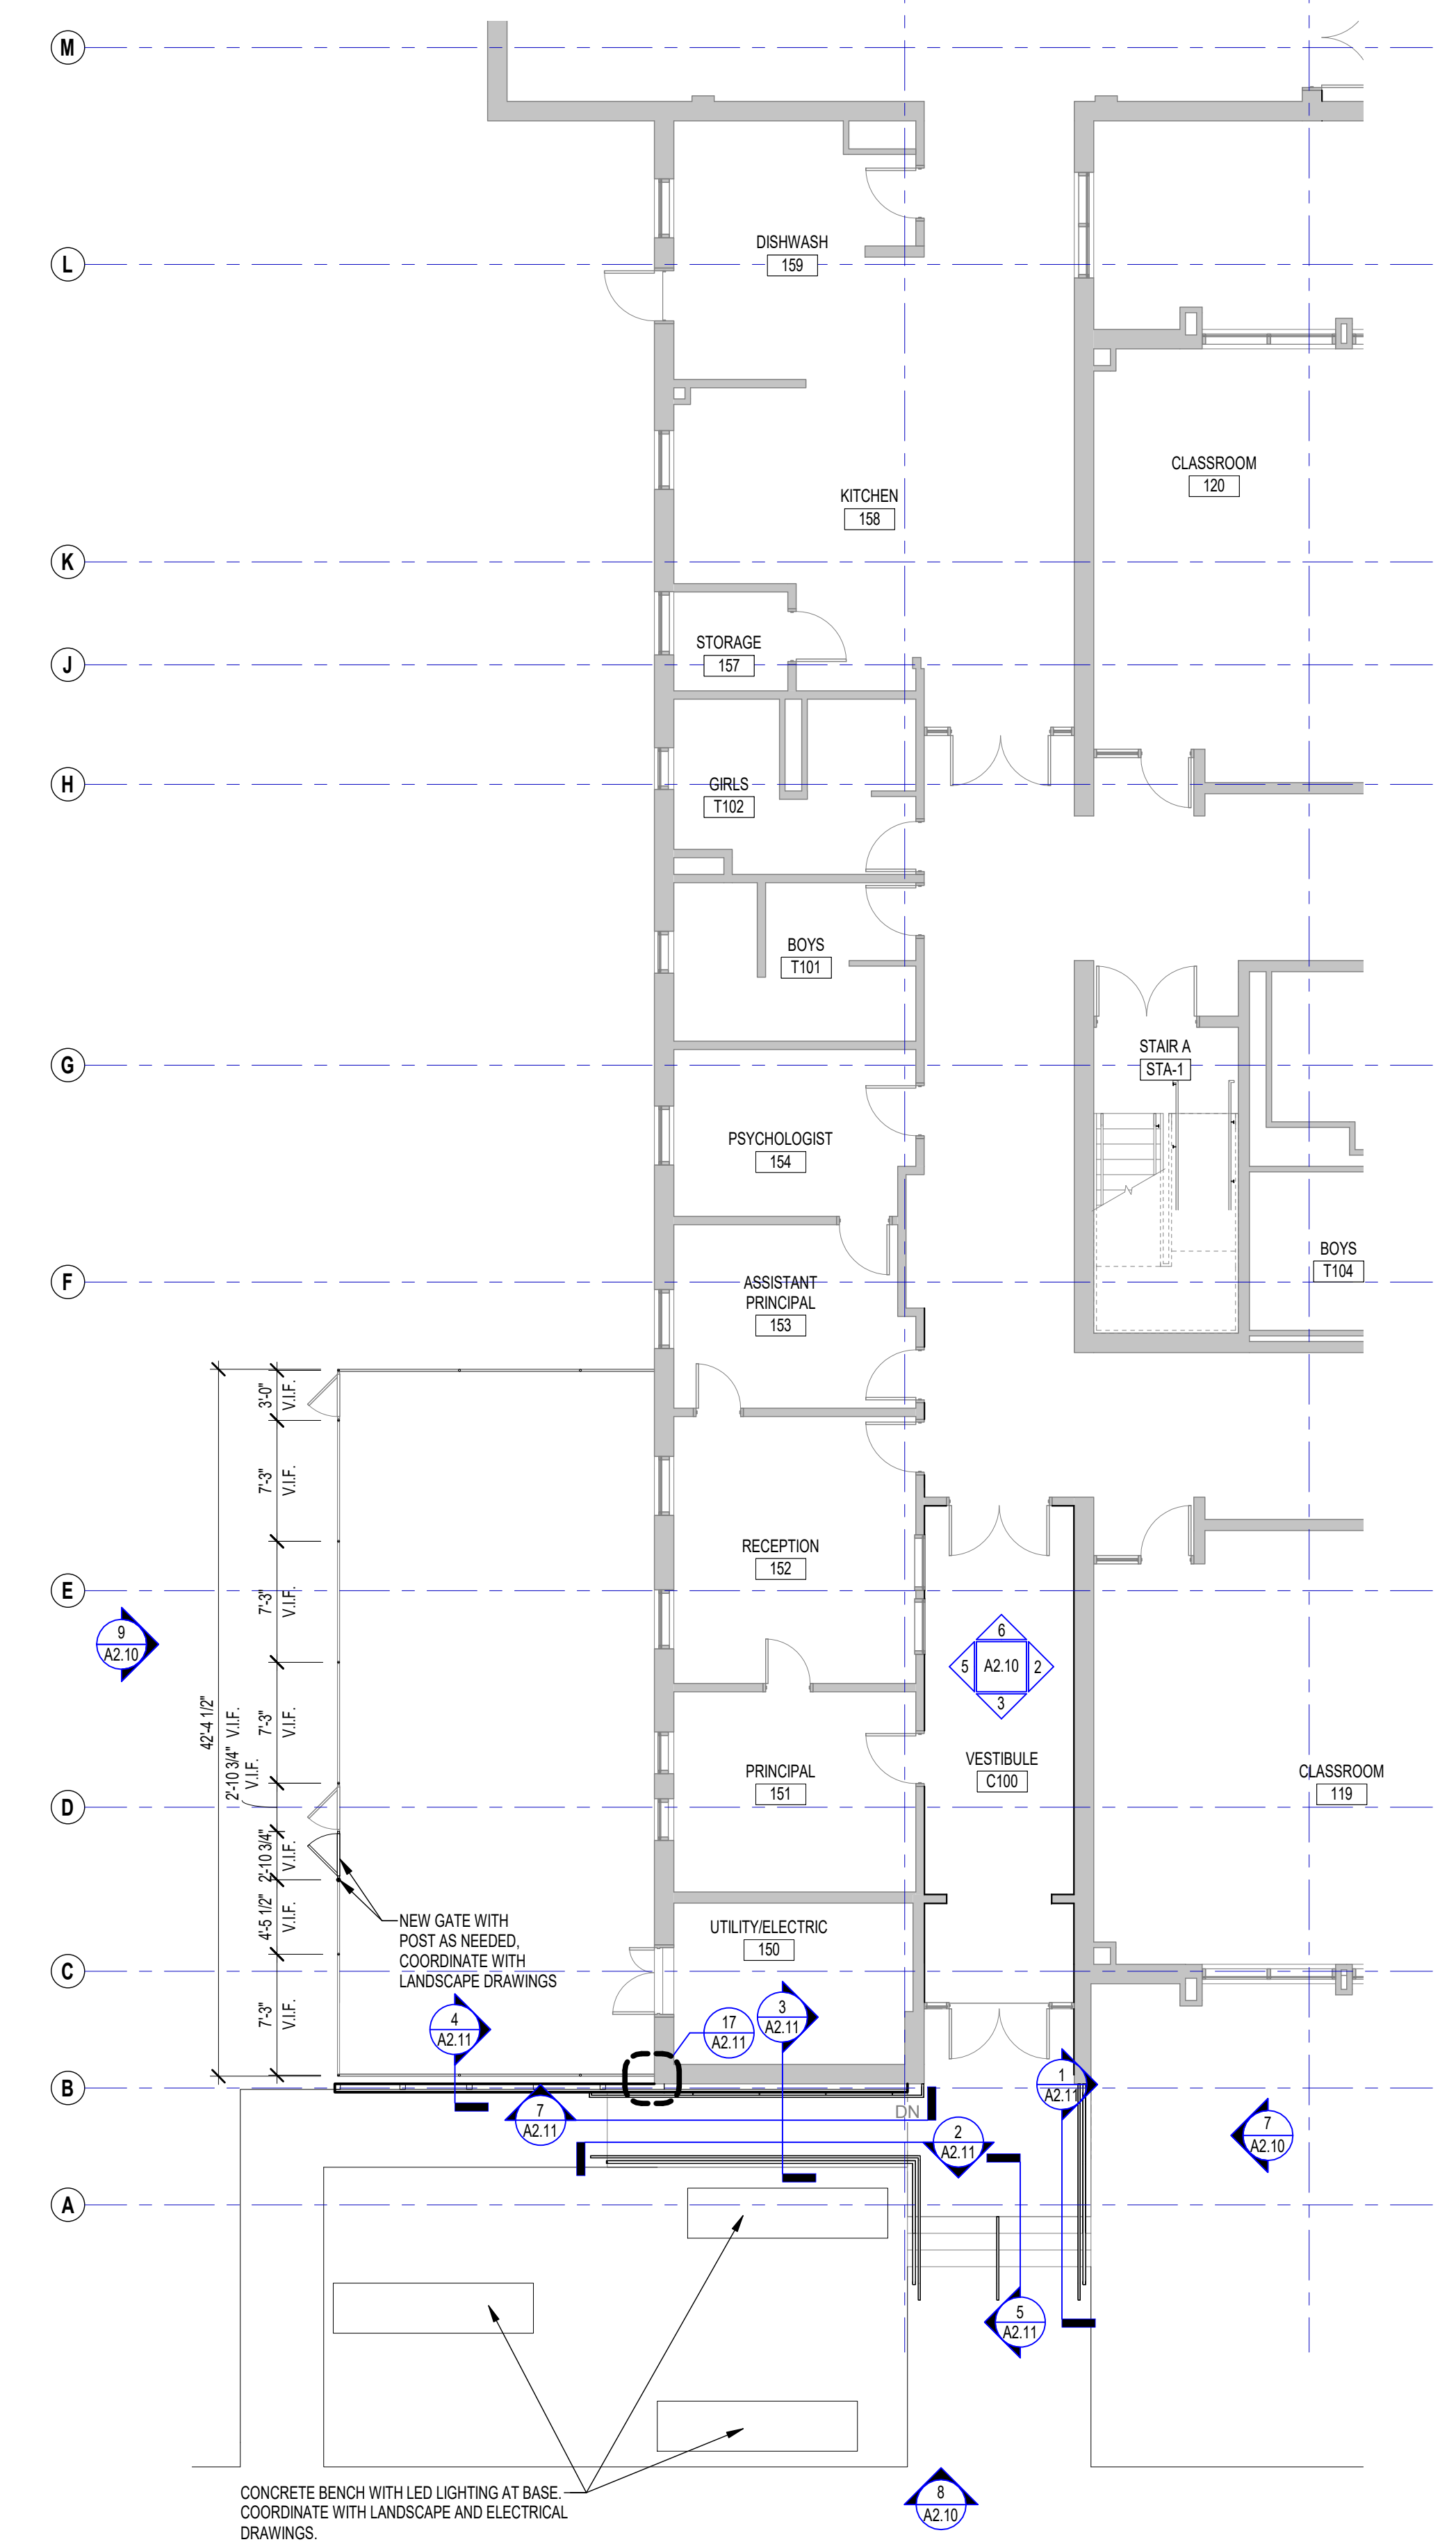 M
L
DISHWASH
159
CLASSROOM
120
KITCHEN
158
K
STORAGE
157
J
H
GIRLS
T102
BOYS
T101
G
STAIR A
STA-1
PSYCHOLOGIST
154
BOYS
T104
F
ASSISTANT
PRINCIPAL
153
3'-0"
V.I.F.
7'-3"
V.I.F.
RECEPTION
152
E
7'-3"
V.I.F.
9
A2.10
6
5
A2.10
2
3
42'-4 1/2"
V.I.F.
7'-3"
V.I.F.
2'-10 3/4"
V.I.F.
VESTIBULE
C100
PRINCIPAL
151
CLASSROOM
119
D
2'-10 3/4"
V.I.F.
4'-5 1/2"
V.I.F.
NEW GATE WITH
POST AS NEEDED,
COORDINATE WITH
LANDSCAPE DRAWINGS
UTILITY/ELECTRIC
150
C
7'-3"
V.I.F.
4
A2.11
17
A2.11
3
A2.11
1
A2.11
B
DN
7
A2.11
2
A2.11
7
A2.10
A
5
A2.11
CONCRETE BENCH WITH LED LIGHTING AT BASE.
COORDINATE WITH LANDSCAPE AND ELECTRICAL
DRAWINGS.
8
A2.10